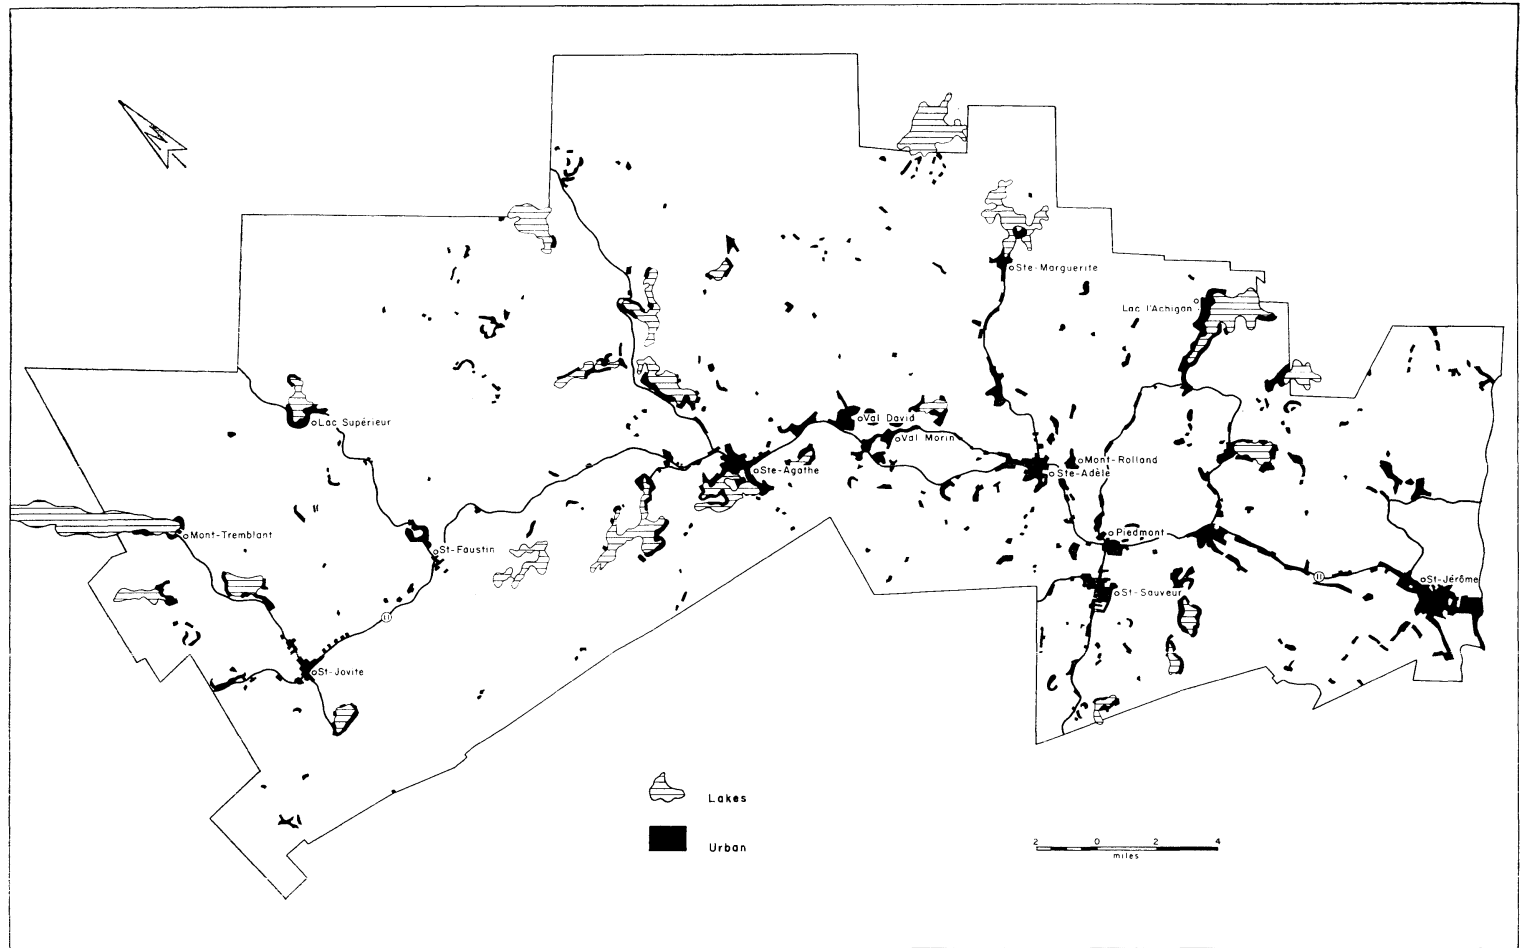 N
Ste-Marguerite
Lac l'Achigan
Lac Supérieur
Val David
Val Morin
Mont-Rolland
Ste-Agathe
Ste-Adèle
Mont-Tremblant
Piedmont
St-Faustin
11
St-Jérôme
St-Sauveur
11
St-Jovite
Lakes
Urban
2 0 2 4
miles